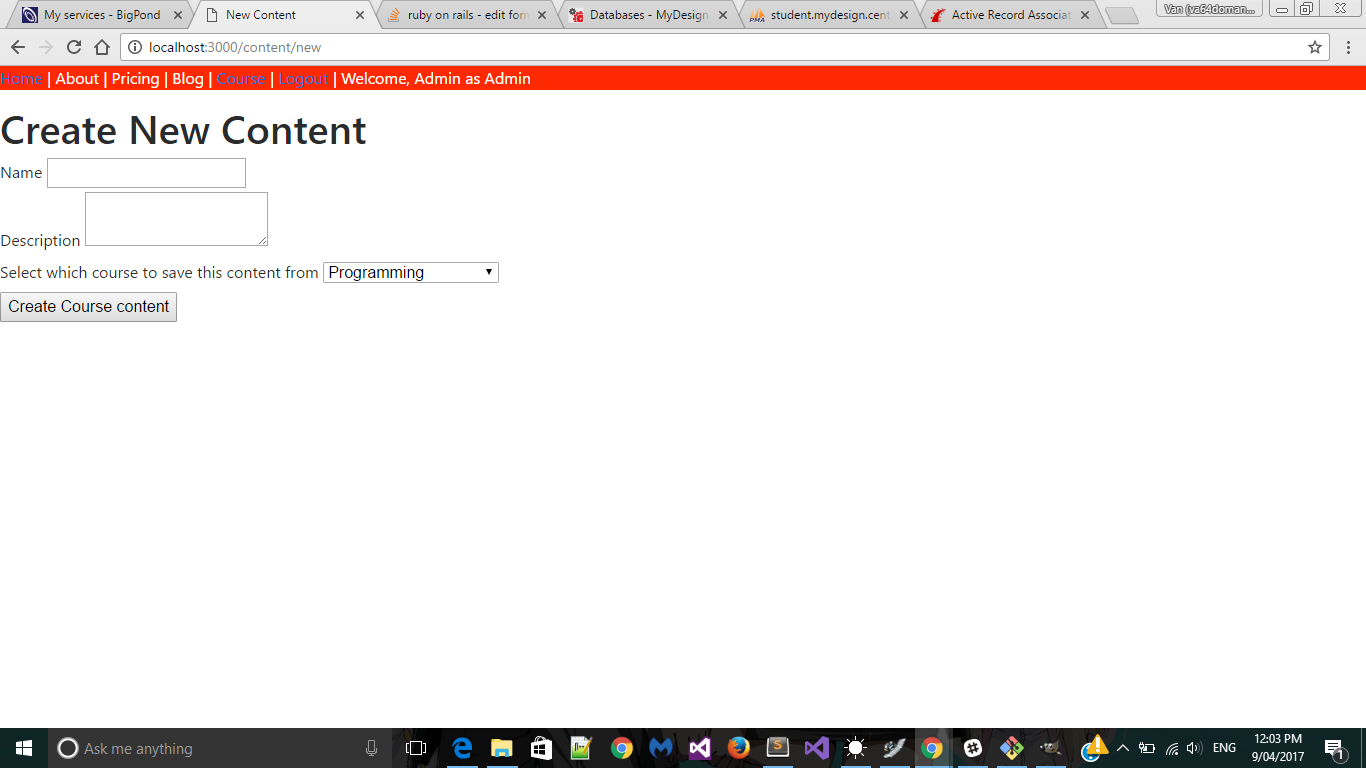 My services - BigPond
New Content
ruby on rails - edit form
Databases - MyDesign
student.mydesign.cent
Active Record Associat
Van (va64doman...
localhost:3000/content/new
Home | About | Pricing | Blog | Course | Logout | Welcome, Admin as Admin
Create New Content
Name
Description
Select which course to save this content from Programming
Create Course content
Ask me anything
ENG
12:03 PM
9/04/2017
1